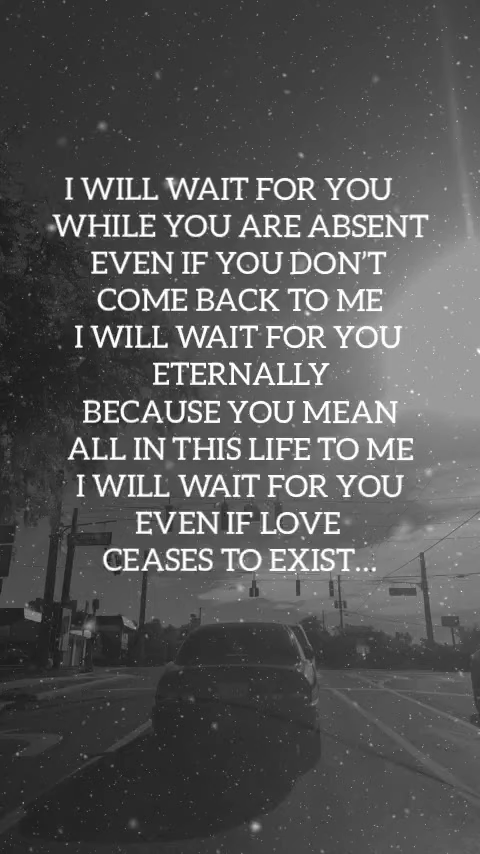 I WILL WAIT FOR YOU
WHILE YOU ARE ABSENT
EVEN IF YOU DON'T
COME BACK TO ME
I WILL WAIT FOR YOU
ETERNALLY
BECAUSE YOU MEAN
ALL IN THIS LIFE TO ME
I WILL WAIT FOR YOU
EVEN IF LOVE
CEASES TO EXIST...